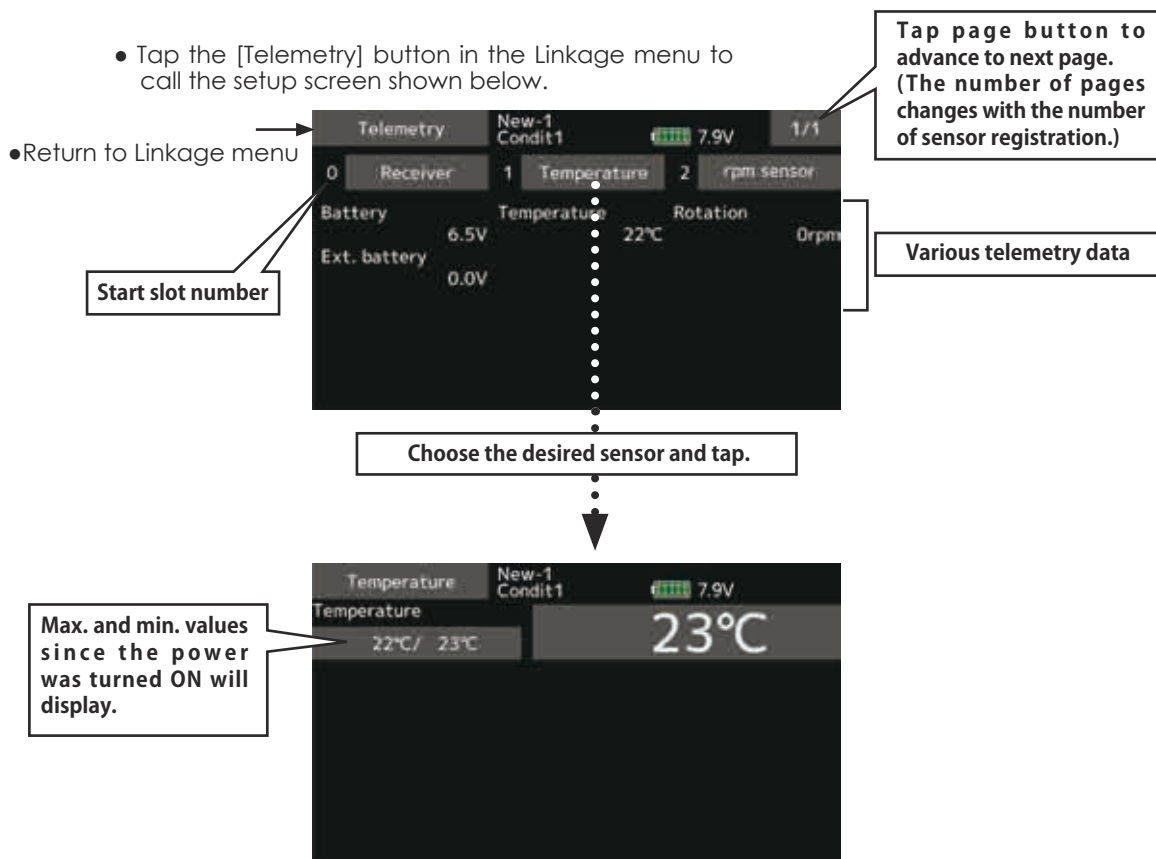 ● Tap the [Telemetry] button in the Linkage menu to
call the setup screen shown below.
Tap page button to
advance to next page.
(The number of pages
changes with the number
of sensor registration.)
●Return to Linkage menu
Telemetry
New-1
Condit1
7.9V
1/1
0 Receiver 1 Temperature 2 rpm sensor
Battery Temperature Rotation
6.5V 22℃ 0rpm
Ext. battery
0.0V
Start slot number
Various telemetry data
Choose the desired sensor and tap.
Temperature
New-1
Condit1
7.9V
Temperature
22℃/ 23℃
23℃
Max. and min. values
since the power
was turned ON will
display.